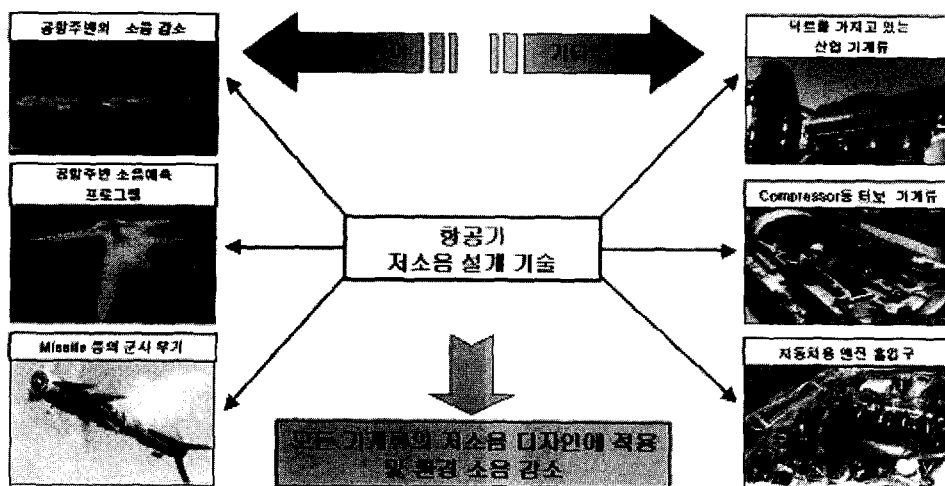 공항주변의 소음 감소
덕트를 가지고 있는
산업 기계류
공항주변 소음예측
프로그램
Compressor등 터보 기계류
항공기
저소음 설계 기술
Missile 등의 군사 무기
자동차용 엔진 흡입구
모든 기계류의 저소음 디자인에 적용
및 환경 소음 감소